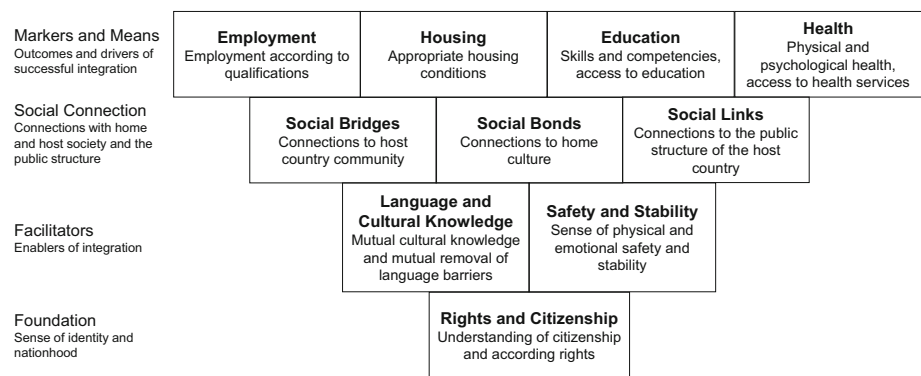 Markers and Means
Outcomes and drivers of
successful integration
Employment
Employment according to
qualifications
Housing
Appropriate housing
conditions
Education
Skills and competencies,
access to education
Health
Physical and
psychological health,
access to health services
Social Connection
Connections with home
and host society and the
public structure
Social Bridges
Connections to host
country community
Social Bonds
Connections to home
culture
Social Links
Connections to the public
structure of the host
country
Facilitators
Enablers of integration
Language and
Cultural Knowledge
Mutual cultural knowledge
and mutual removal of
language barriers
Safety and Stability
Sense of physical and
emotional safety and
stability
Foundation
Sense of identity and
nationhood
Rights and Citizenship
Understanding of citizenship
and according rights